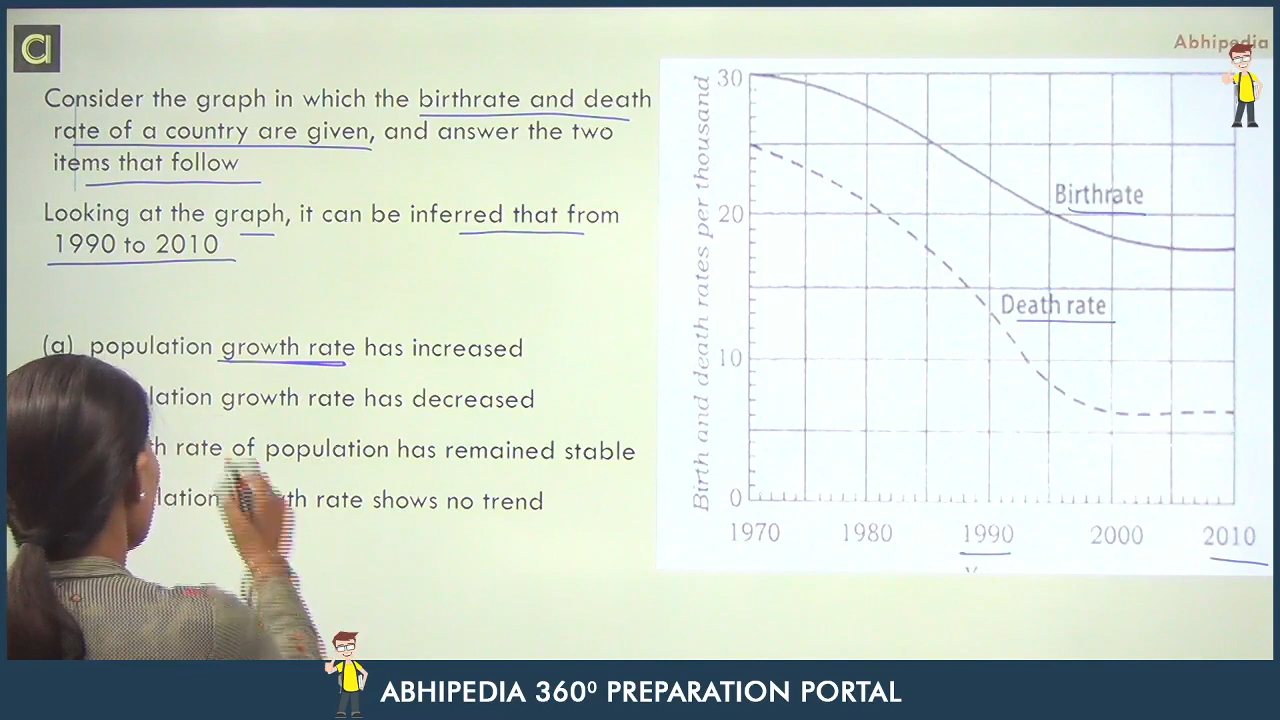 Abhipedia
Consider the graph in which the birthrate and death
rate of a country are given, and answer the two
items that follow
Looking at the graph, it can be inferred that from
1990 to 2010
(a) population growth rate has increased
lation growth rate has decreased
h rate of population has remained stable
lation th rate shows no trend
Birth and death rates per thousand
30
20
10
0
Birthrate
Death rate
1970 1980 1990 2000 2010
ABHIPEDIA 360⁰ PREPARATION PORTAL